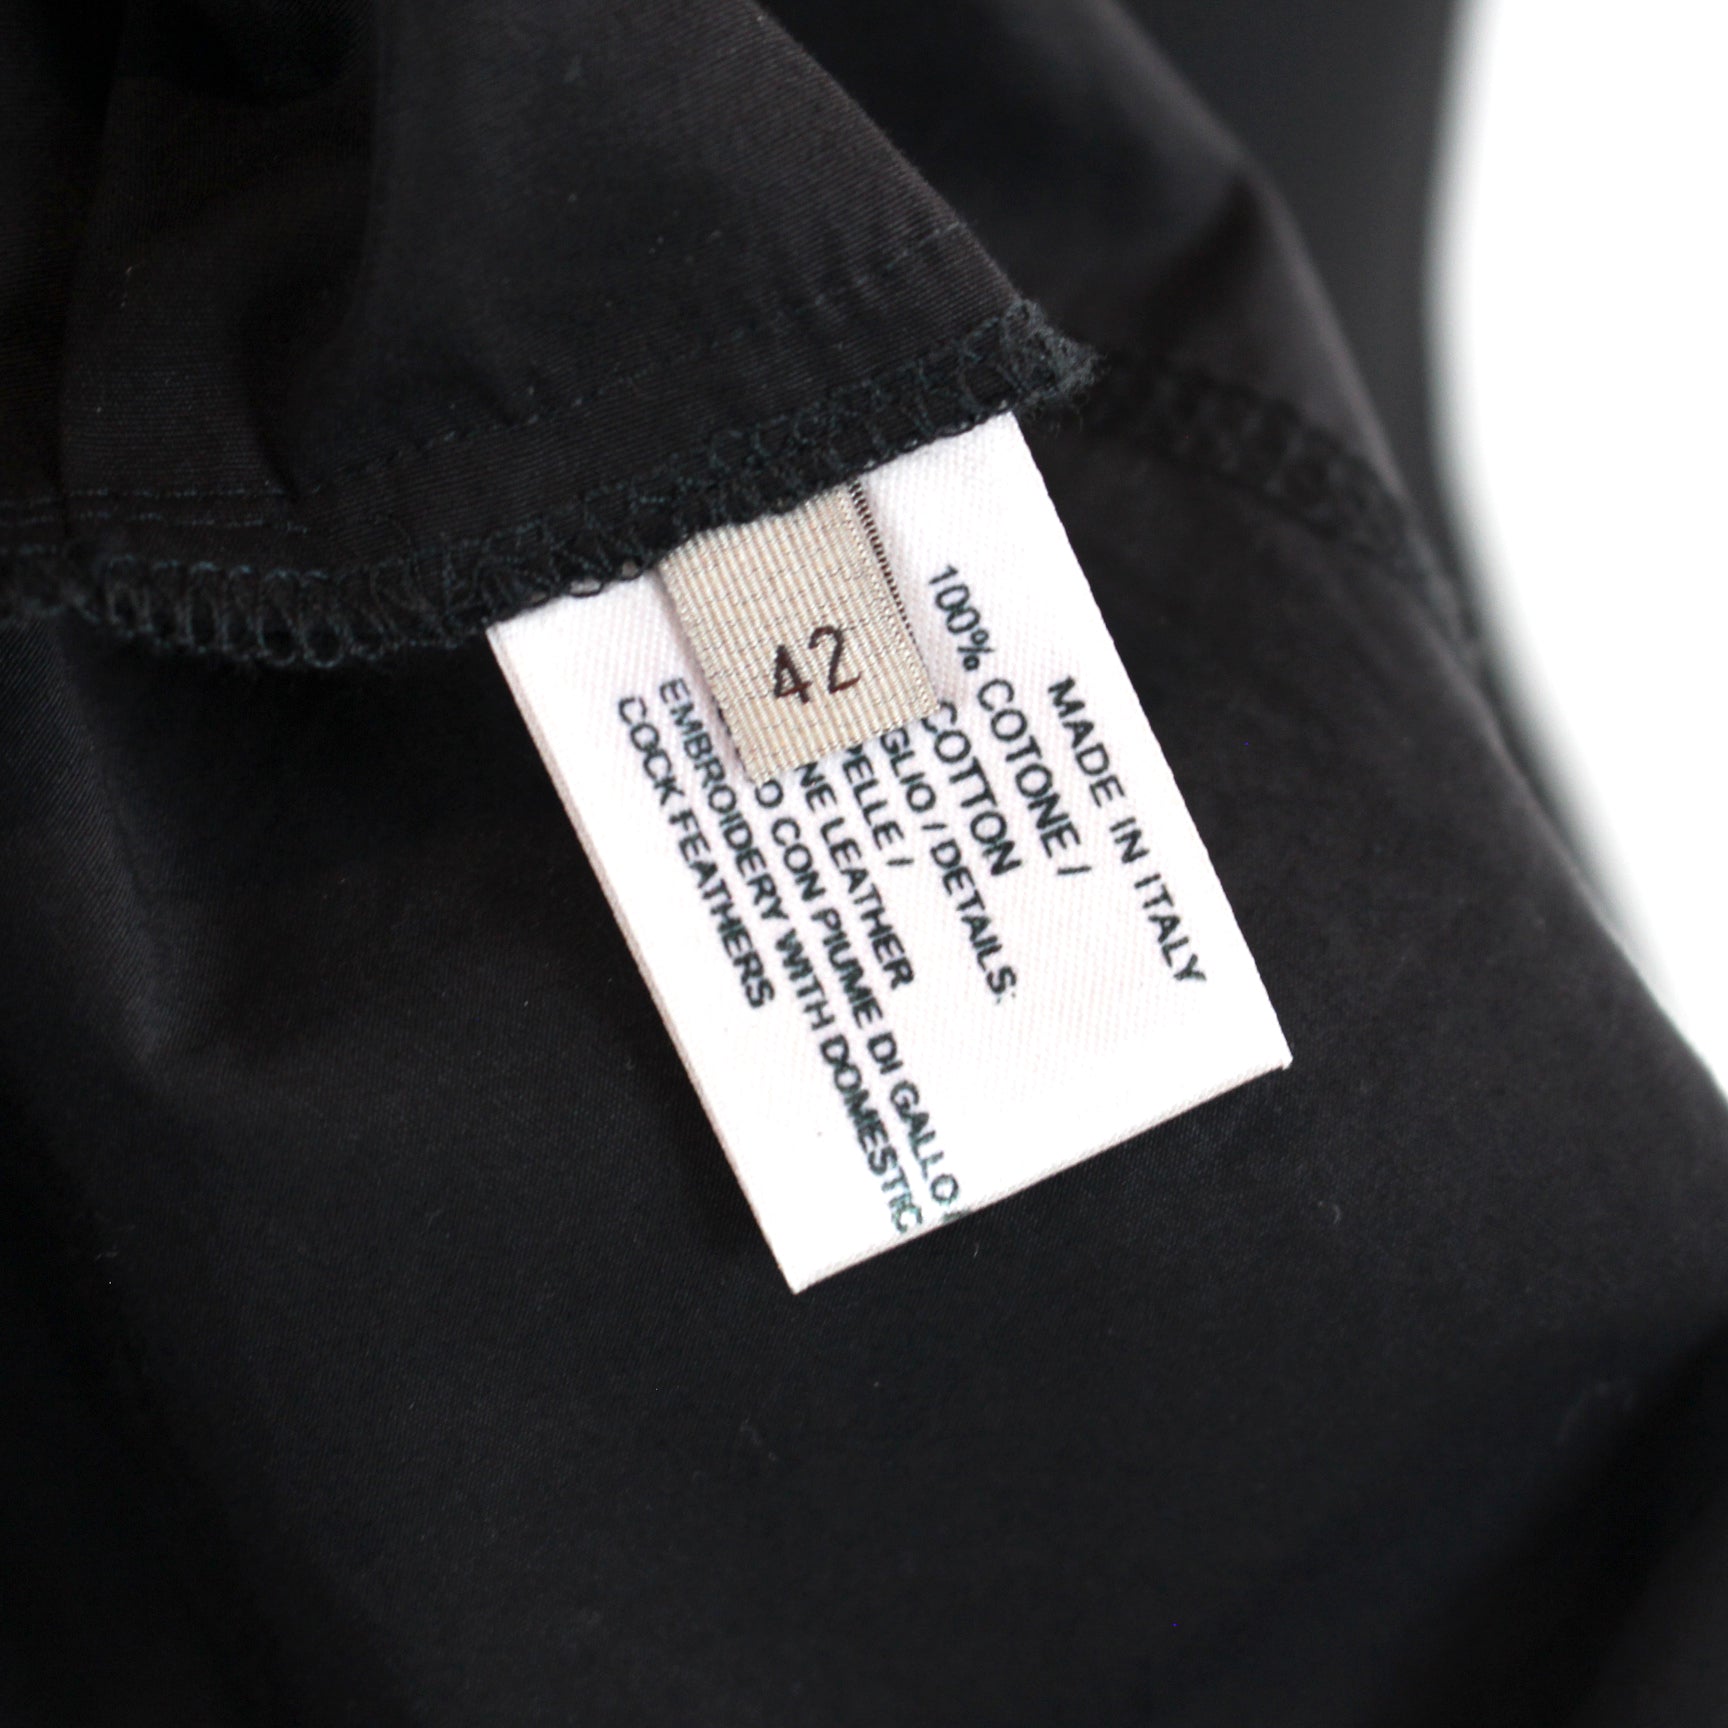 42
MADE IN ITALY
100% COTONE /
COTTON
GLIO / DETAILS:
PELLE /
NE LEATHER
O CON PIUME DI GALLO
EMBROIDERY WITH DOMESTIC
COCK FEATHERS